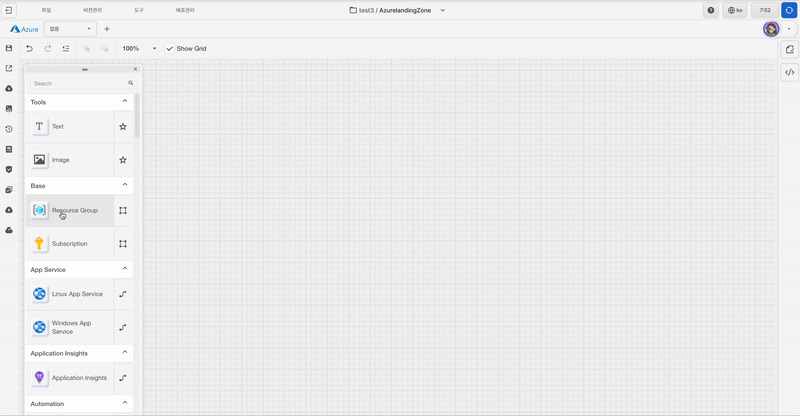 파일 버전관리 도구 배포관리 test3 / AzurelandingZone ko 7:52
Azure 없음
100% Show Grid
Search
Tools
Text
Image
Base
Resource Group
Subscription
App Service
Linux App Service
Windows App
Service
Application Insights
Application Insights
Automation